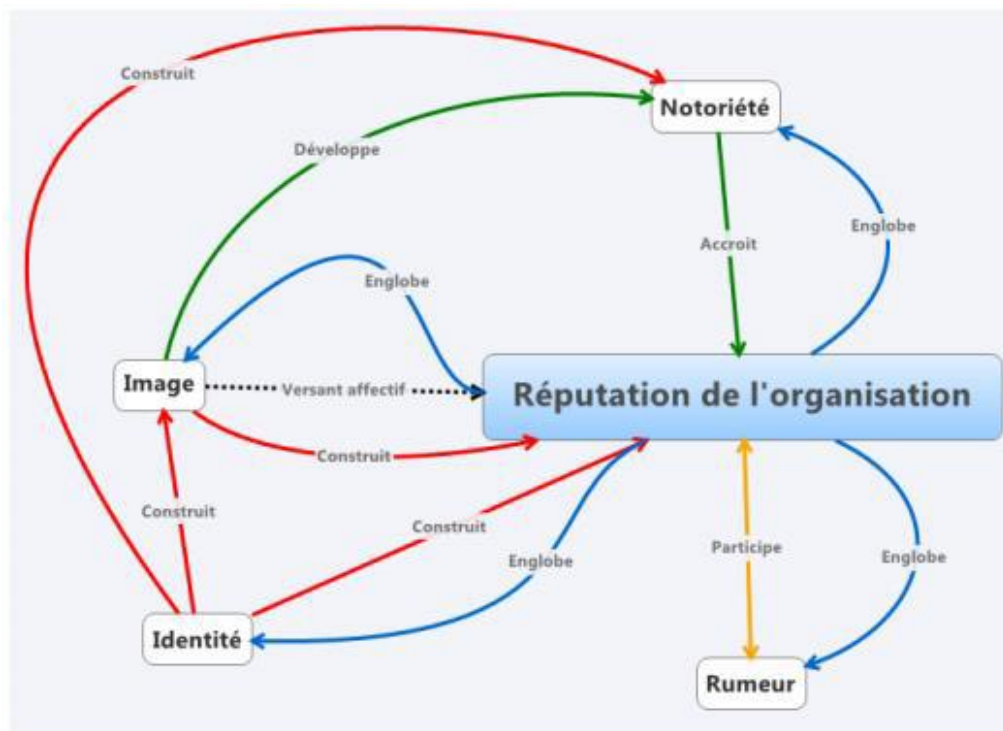 Construit
Notoriété
Développe
Englobe
Accroit
Englobe
Image
Versant affectif
Réputation de l'organisation
Construit
Construit
Construit
Participe
Englobe
Englobe
Identité
Rumeur